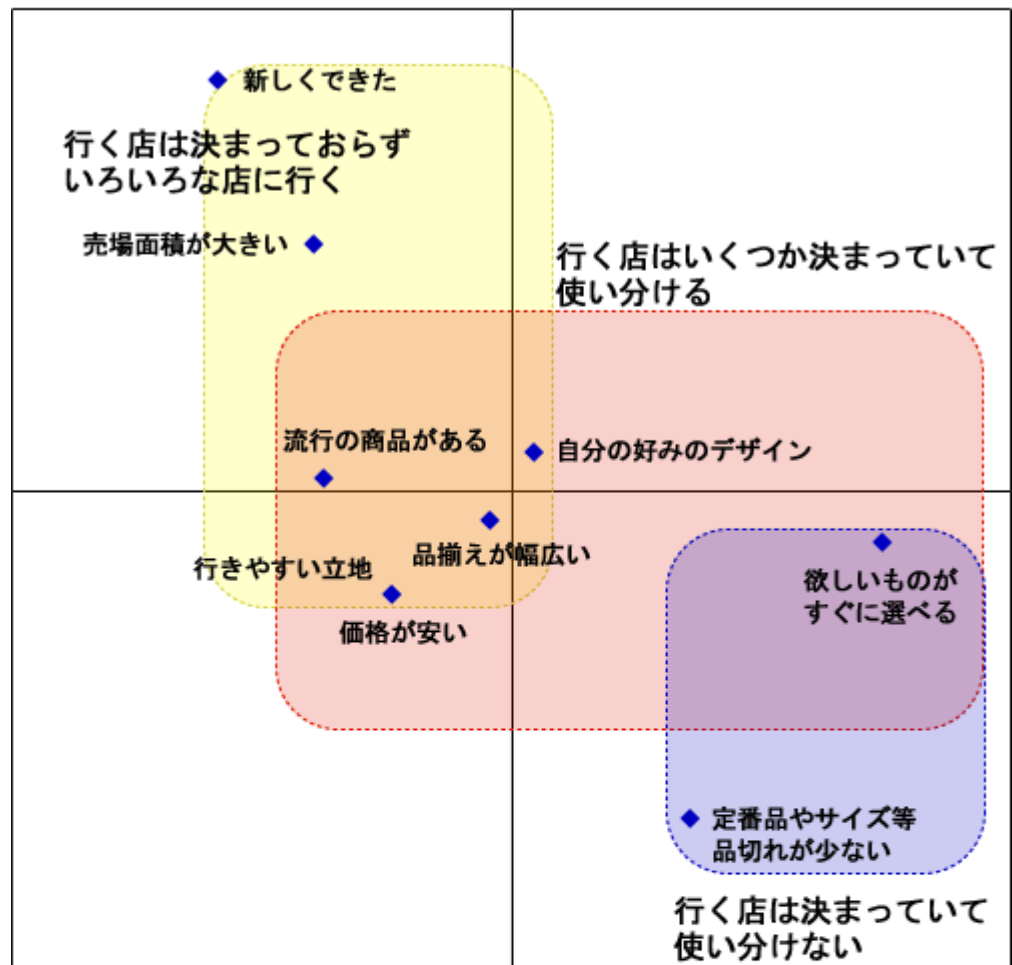 新しくできた
行く店は決まっておらず
いろいろな店に行く
売場面積が大きい
行く店はいくつか決まっていて
使い分ける
流行の商品がある
自分の好みのデザイン
品揃えが幅広い
行きやすい立地
価格が安い
欲しいものが
すぐに選べる
定番品やサイズ等
品切れが少ない
行く店は決まっていて
使い分けない